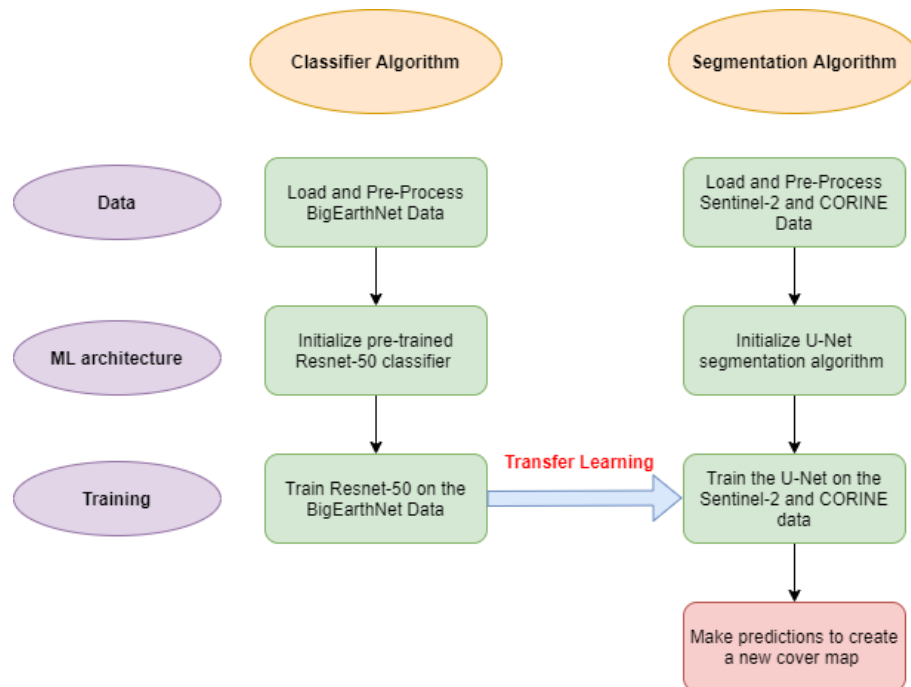 Classifier Algorithm
Segmentation Algorithm
Data
Load and Pre-Process
BigEarthNet Data
Load and Pre-Process
Sentinel-2 and CORINE
Data
ML architecture
Initialize pre-trained
Resnet-50 classifier
Initialize U-Net
segmentation algorithm
Transfer Learning
Training
Train Resnet-50 on the
BigEarthNet Data
Train the U-Net on the
Sentinel-2 and CORINE
data
Make predictions to create
a new cover map